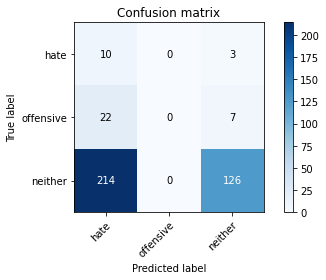 Confusion matrix
hate 10 0 3
offensive 22 0 7
neither 214 0 126
hate offensive neither
True label
Predicted label
200
175
150
125
100
75
50
25
0